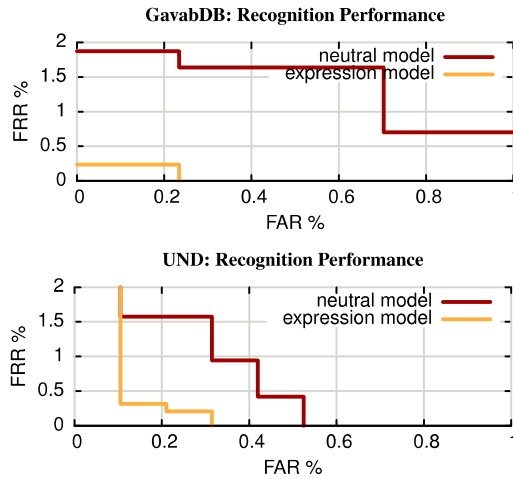 GavabDB: Recognition Performance
2
neutral model
expression model
1.5
FRR %
1
0.5
0
0 0.2 0.4 0.6 0.8 1
FAR %
UND: Recognition Performance
2
neutral model
expression model
1.5
FRR %
1
0.5
0
0 0.2 0.4 0.6 0.8 1
FAR %